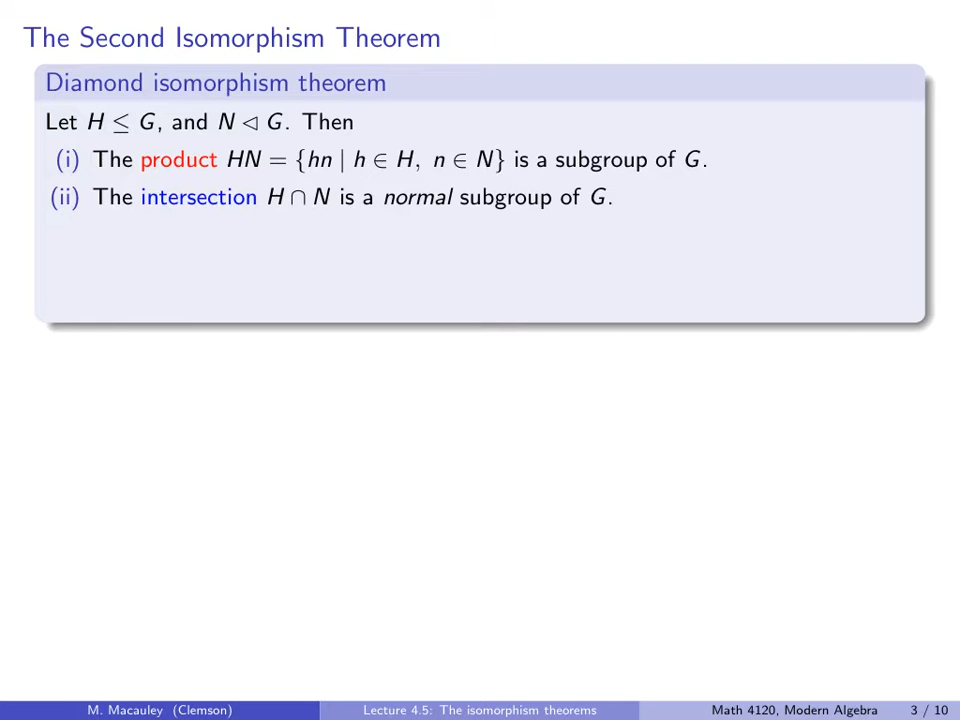 The Second Isomorphism Theorem
Diamond isomorphism theorem
Let H ≤ G, and N ◁ G. Then
(i) The product HN = {hn | h ∈ H, n ∈ N} is a subgroup of G.
(ii) The intersection H ∩ N is a normal subgroup of G.
M. Macauley (Clemson) Lecture 4.5: The isomorphism theorems Math 4120, Modern Algebra 3 / 10